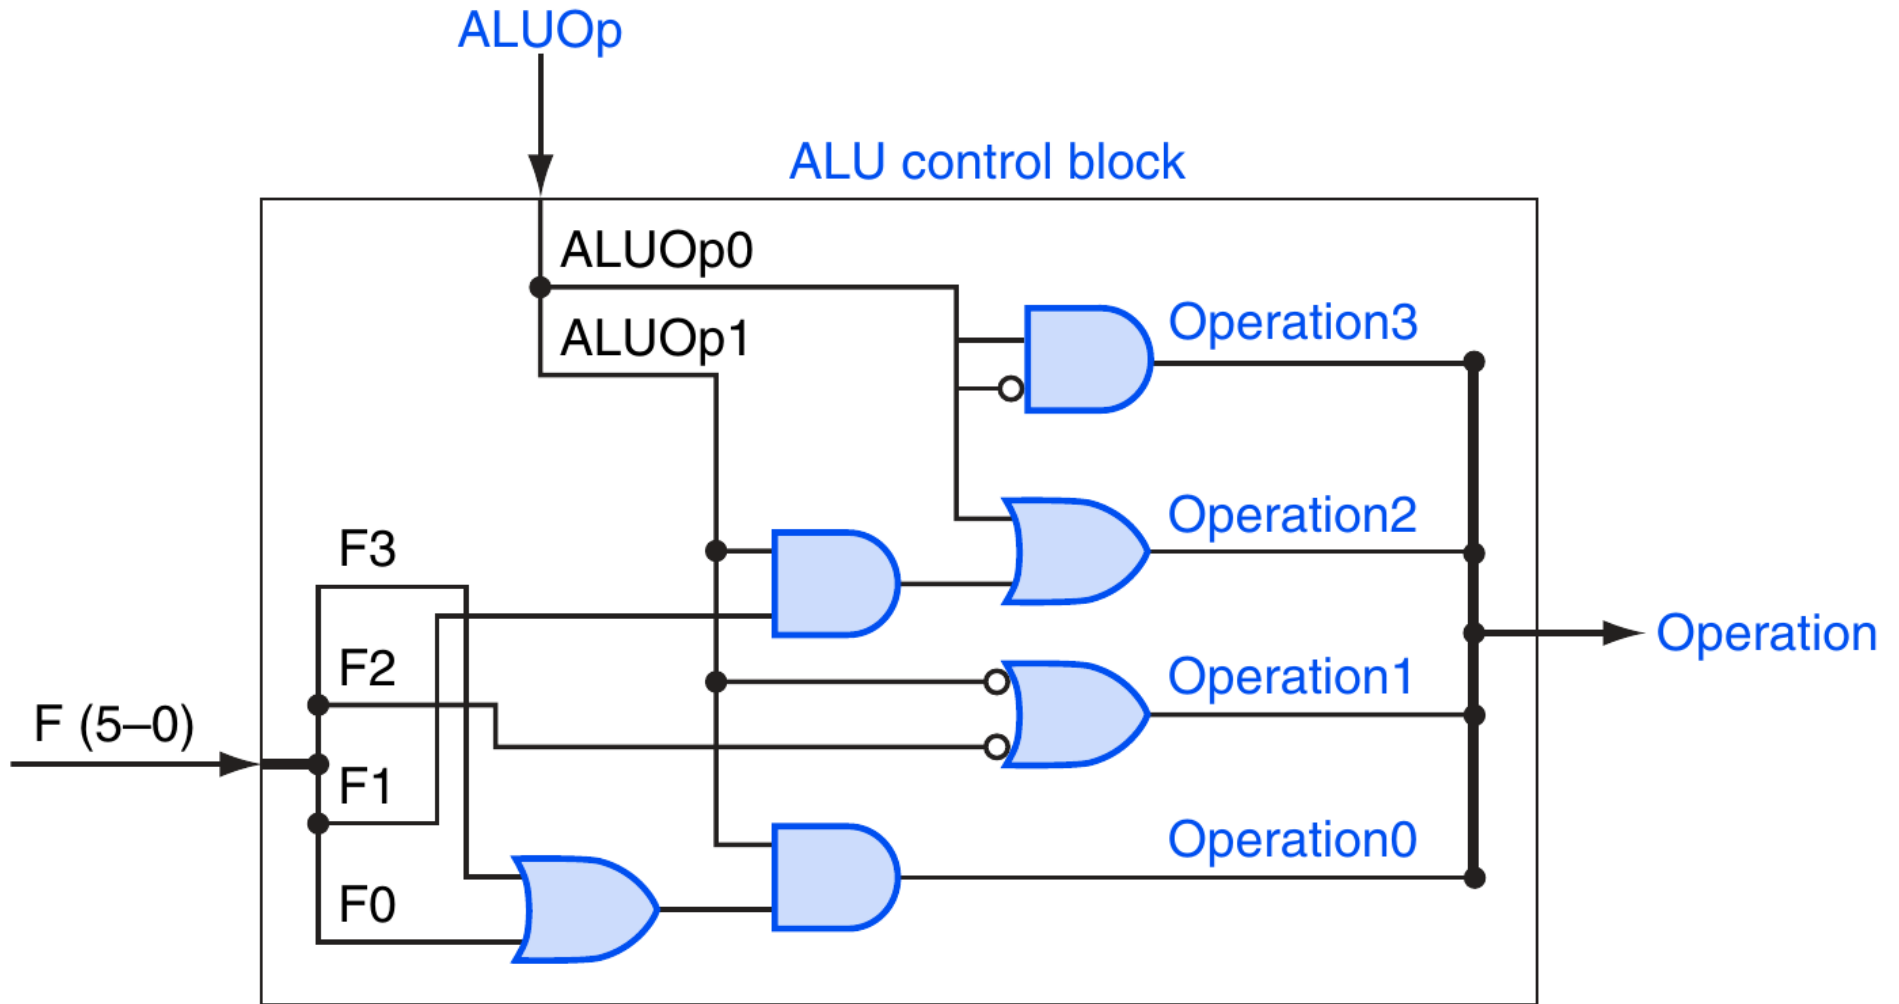 ALUOp
ALU control block
ALUOp0
ALUOp1
Operation3
Operation2
F3
Operation
F2
Operation1
F (5–0)
F1
Operation0
F0